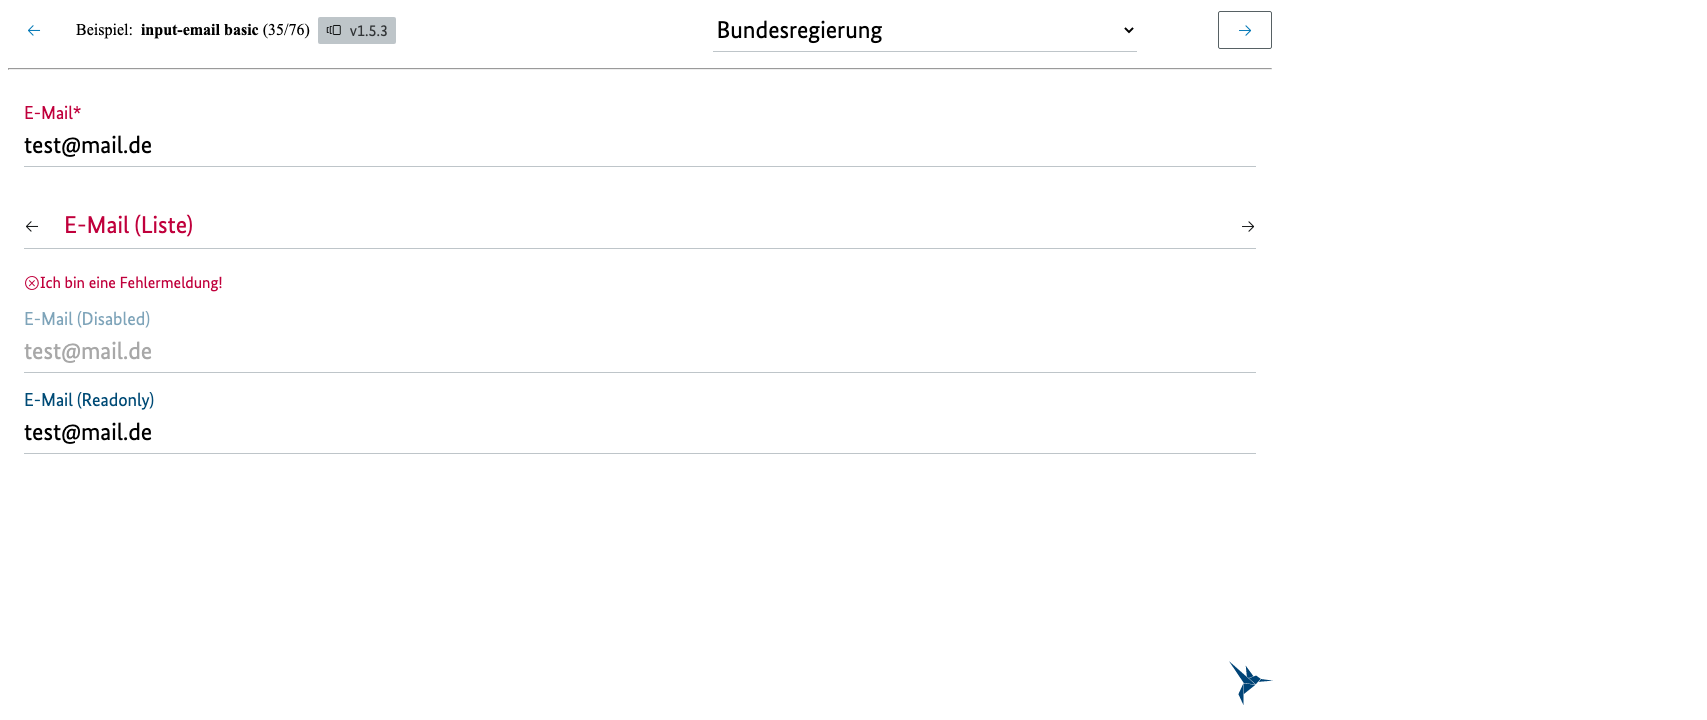 Beispiel: input-email basic (35/76) v1.5.3 Bundesregierung
E-Mail*
test@mail.de
E-Mail (Liste)
Ich bin eine Fehlermeldung!
E-Mail (Disabled)
test@mail.de
E-Mail (Readonly)
test@mail.de